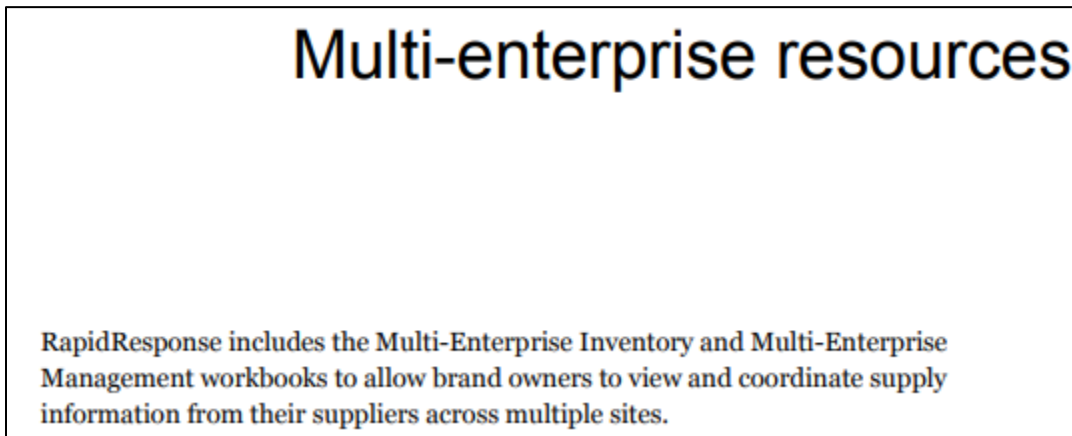 Multi-enterprise resources
RapidResponse includes the Multi-Enterprise Inventory and Multi-Enterprise
Management workbooks to allow brand owners to view and coordinate supply
information from their suppliers across multiple sites.